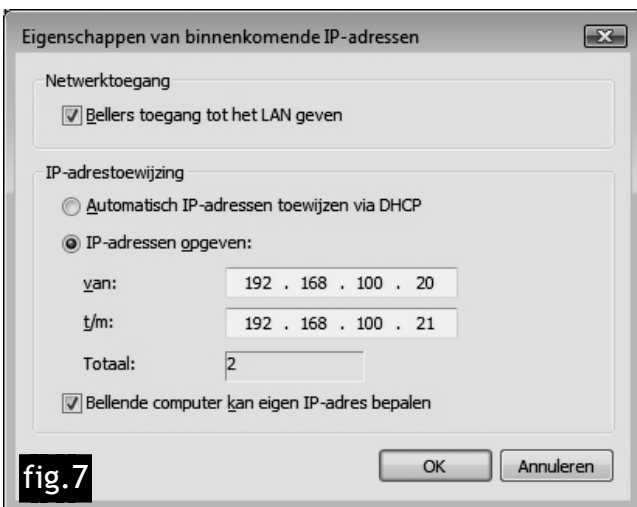 Eigenschappen van binnenkomende IP-adressen
Netwerktoegang
Bellers toegang tot het LAN geven
IP-adrestoewijzing
Automatisch IP-adressen toewijzen via DHCP
IP-adressen opgeven:
van: 192 . 168 . 100 . 20
t/m: 192 . 168 . 100 . 21
Totaal: 2
Bellende computer kan eigen IP-adres bepalen
OK Annuleren
fig.7